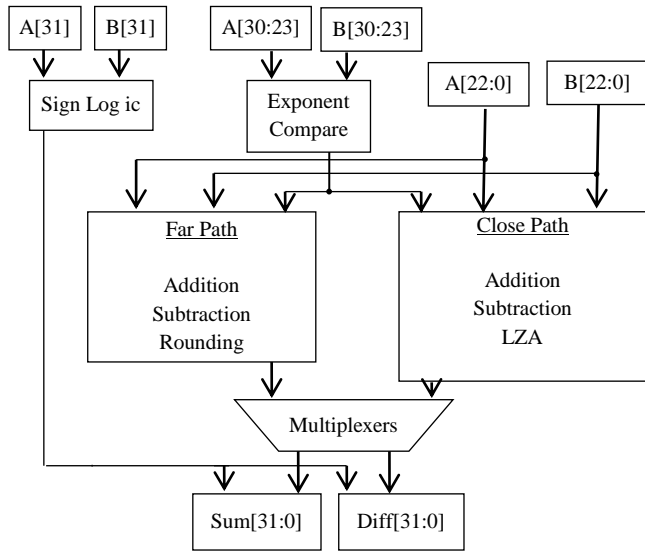 A[31]
B[31]
A[30:23]
B[30:23]
A[22:0]
B[22:0]
Sign Log ic
Exponent
Compare
Far Path
Addition
Subtraction
Rounding
Close Path
Addition
Subtraction
LZA
Multiplexers
Sum[31:0]
Diff[31:0]